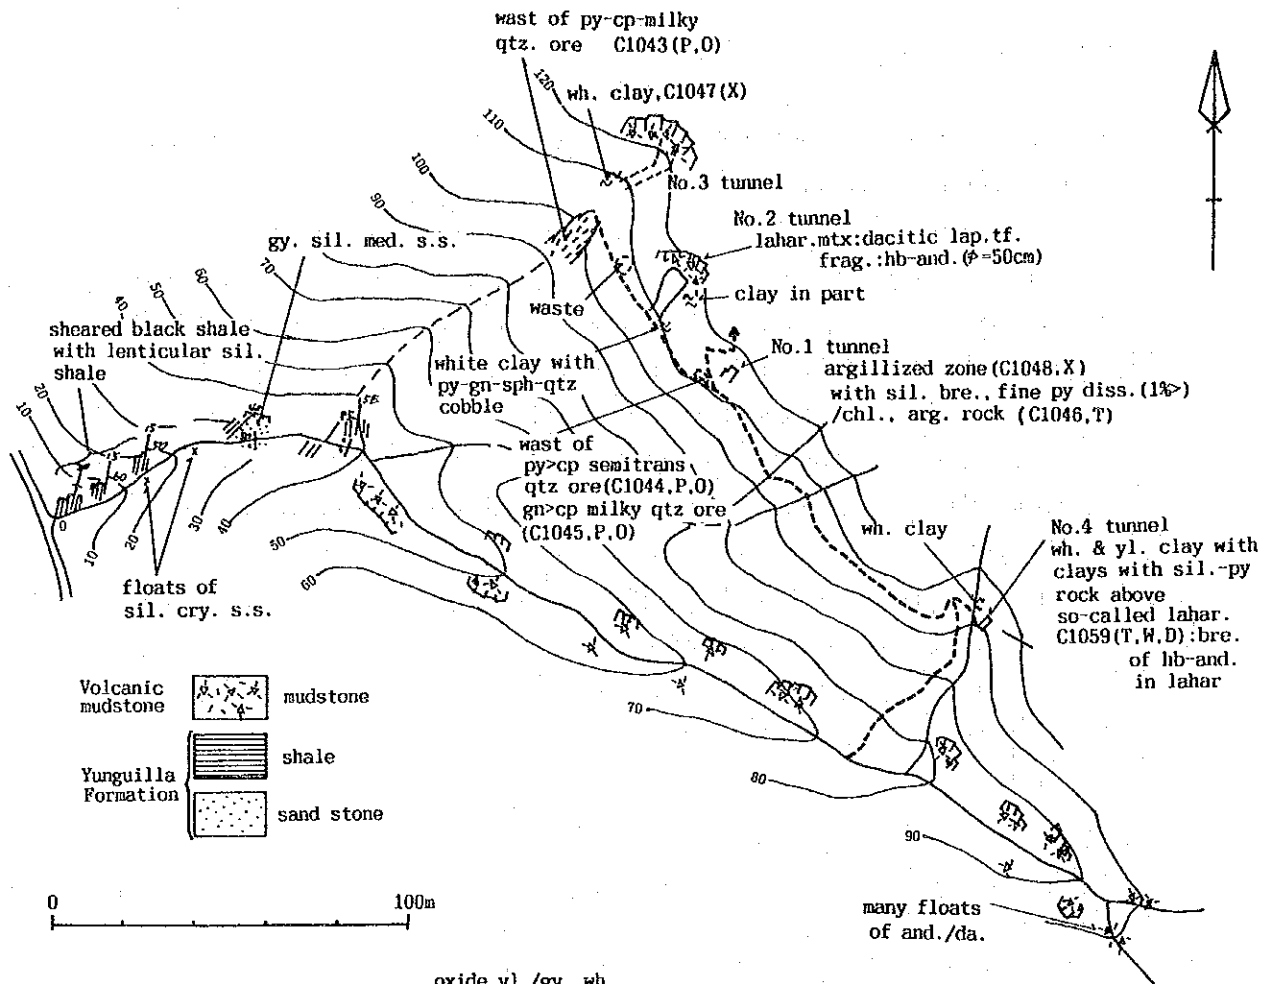 wast of py-cp-milky
qtz. ore C1043(P,O)
wh. clay,C1047(X)
120
110
100
90
No.3 tunnel
No.2 tunnel
lahar.mtx:dacitic lap.tf.
frag.:hb-and.(φ=50cm)
gy. sil. med. s.s.
80
70
60
50
40
clay in part
waste
sheared black shale
with lenticular sil.
shale
white clay with
py-gn-sph-qtz
cobble
No.1 tunnel
argillized zone(C1048,X)
with sil. bre., fine py diss.(1%>)
/chl., arg. rock (C1046,T)
20
10
wast of
py>cp semitrans
qtz ore(C1044,P,O)
gn>cp milky qtz ore
(C1045,P,O)
0
10
20
30
40
50
60
wh. clay
No.4 tunnel
wh. & yl. clay with
clays with sil.-py
rock above
so-called lahar.
C1059(T,W,D):bre.
of hb-and.
in lahar
floats of
sil. cry. s.s.
Volcanic
mudstone
mudstone
shale
Yunguilla
Formation
sand stone
70
80
90
0
100m
many floats
of and./da.
oxide yl./gy. wh.